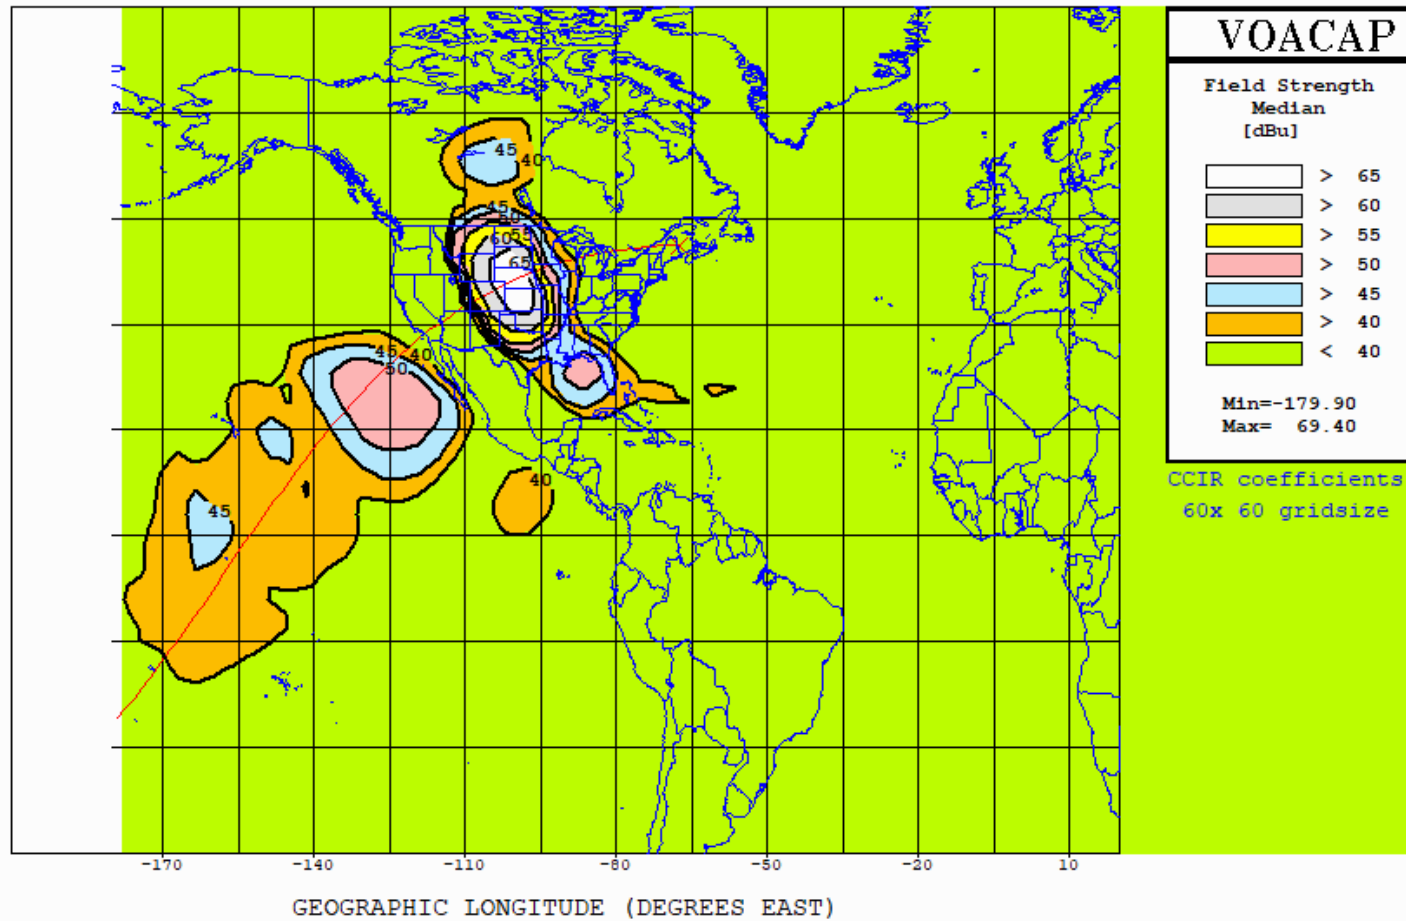 VOACAP
Field Strength
Median
[dBu]
> 65
> 60
> 55
> 50
> 45
> 40
< 40
Min=-179.90
Max= 69.40
CCIR coefficients
60x 60 gridsize
45
40
45
50
55
60
65
45
40
50
40
45
-170 -140 -110 -80 -50 -20 10
GEOGRAPHIC LONGITUDE (DEGREES EAST)